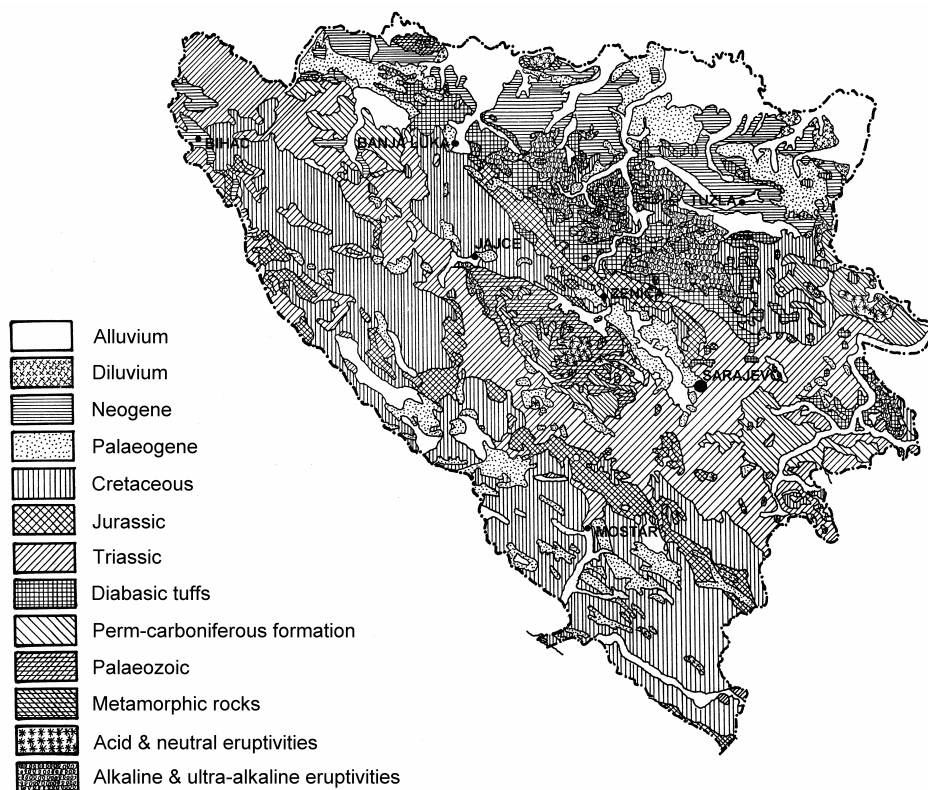 BIHAĆ
BANJA LUKA
TUZLA
JAJCE
ZENICA
SARAJEVO
MOSTAR
Alluvium
Diluvium
Neogene
Palaeogene
Cretaceous
Jurassic
Triassic
Diabasic tuffs
Perm-carboniferous formation
Palaeozoic
Metamorphic rocks
Acid & neutral eruptivities
Alkaline & ultra-alkaline eruptivities